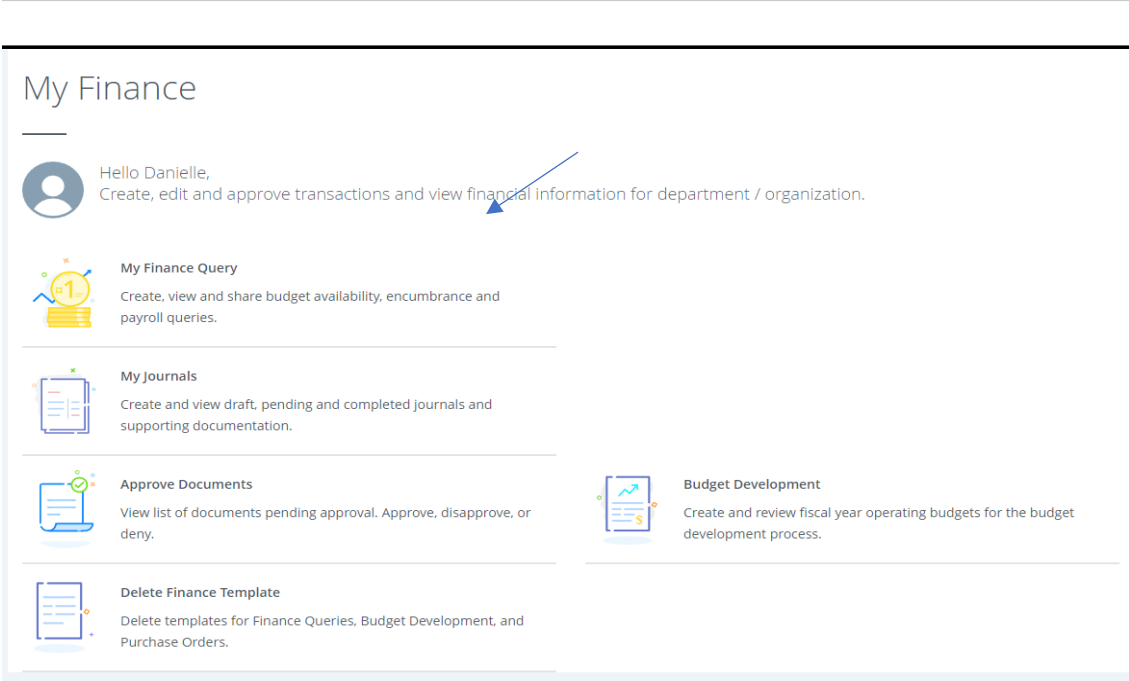 My Finance
Hello Danielle,
Create, edit and approve transactions and view financial information for department / organization.
My Finance Query
Create, view and share budget availability, encumbrance and
payroll queries.
My Journals
Create and view draft, pending and completed journals and
supporting documentation.
Approve Documents
View list of documents pending approval. Approve, disapprove, or
deny.
Budget Development
Create and review fiscal year operating budgets for the budget
development process.
Delete Finance Template
Delete templates for Finance Queries, Budget Development, and
Purchase Orders.